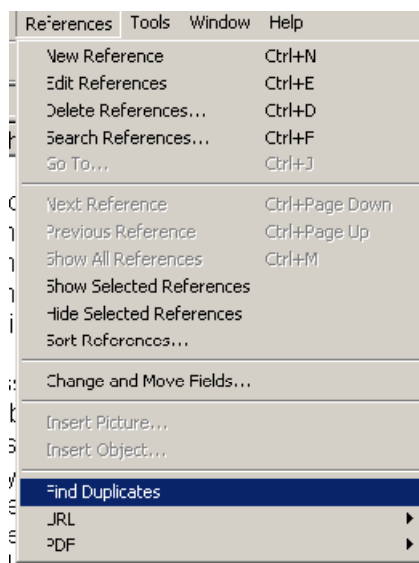 References Tools Window Help
New Reference Ctrl+N
Edit References Ctrl+E
Delete References... Ctrl+D
Search References... Ctrl+F
Go To... Ctrl+J
Next Reference Ctrl+Page Down
Previous Reference Ctrl+Page Up
Show All References Ctrl+M
Show Selected References
Hide Selected References
Sort References...
Change and Move Fields...
Insert Picture...
Insert Object...
Find Duplicates
URL
PDF